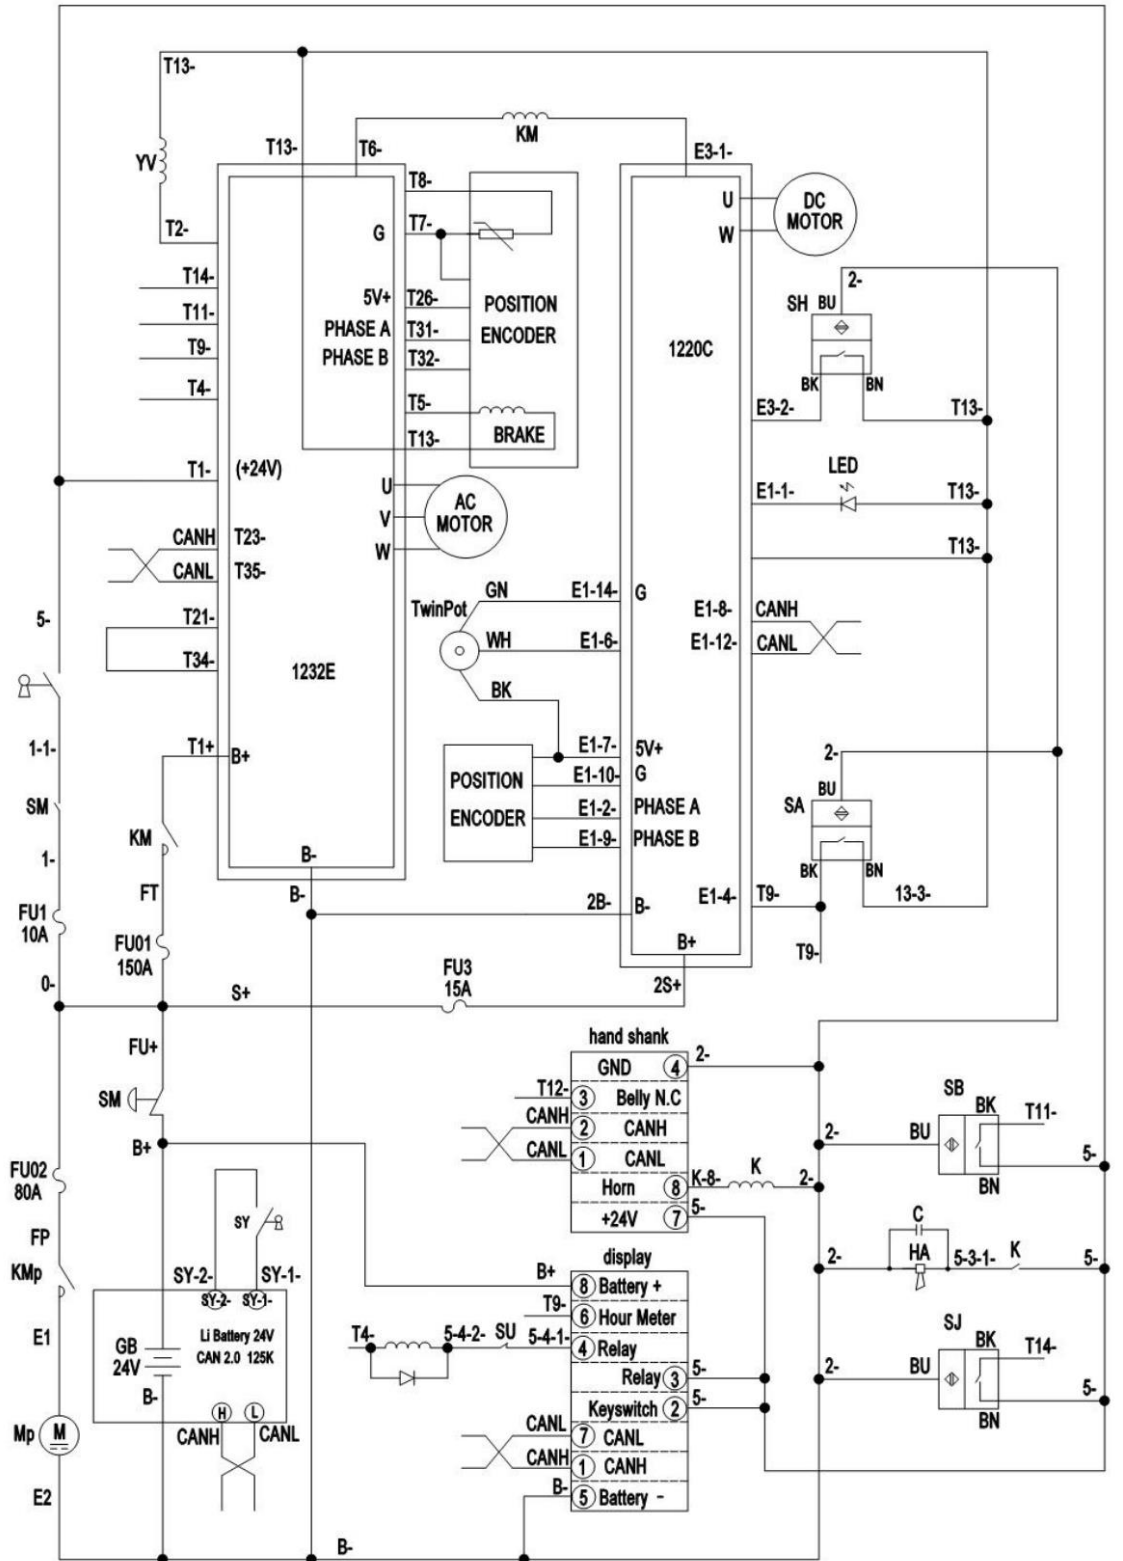 T13-
T13-
T6-
KM
E3-1-
YV
T8-
T2-
G
T7-
U
W
DC
MOTOR
T14-
5V+
T26-
POSITION
ENCODER
T11-
PHASE A
T31-
T9-
PHASE B
T32-
1220C
SH
BU
2-
BK
BN
T4-
T5-
T13-
BRAKE
E3-2-
T13-
T1-
(+24V)
U
V
W
AC
MOTOR
LED
E1-1-
T13-
CANH
T23-
CANL
T35-
T13-
5-
T21-
T34-
1232E
TwinPot
GN
WH
BK
E1-14-
G
E1-6-
E1-8-
CANH
E1-12-
CANL
1-1-
T1+
B+
E1-7-
5V+
POSITION
ENCODER
E1-10-
G
E1-2-
PHASE A
E1-9-
PHASE B
2-
BU
SA
BK
BN
SM
KM
1-
B-
B-
FT
2B-
B-
E1-4-
T9-
13-3-
FU1
10A
FU01
150A
B+
T9-
0-
S+
FU3
15A
2S+
FU+
SM
B+
hand shank
GND
4
2-
T12-
3
Belly N.C
CANH
2
CANH
CANL
1
CANL
Horn
8
K-8-
K
2-
+24V
7
5-
SB
BK
T11-
2-
BU
5-
BN
FU02
80A
FP
KMp
SY
SY-2-
SY-1-
SY-2-
SY-1-
C
2-
HA
5-3-1-
K
5-
display
B+
8
Battery +
T9-
6
Hour Meter
T4-
5-4-2-
SU
5-4-1-
4
Relay
Relay
3
5-
Keyswitch
2
5-
CANL
7
CANL
CANH
1
CANH
B-
5
Battery -
E1
GB
24V
Li Battery 24V
CAN 2.0 125K
B-
H
L
CANH
CANL
SJ
BK
T14-
2-
BU
5-
BN
Mp
M
E2
B-